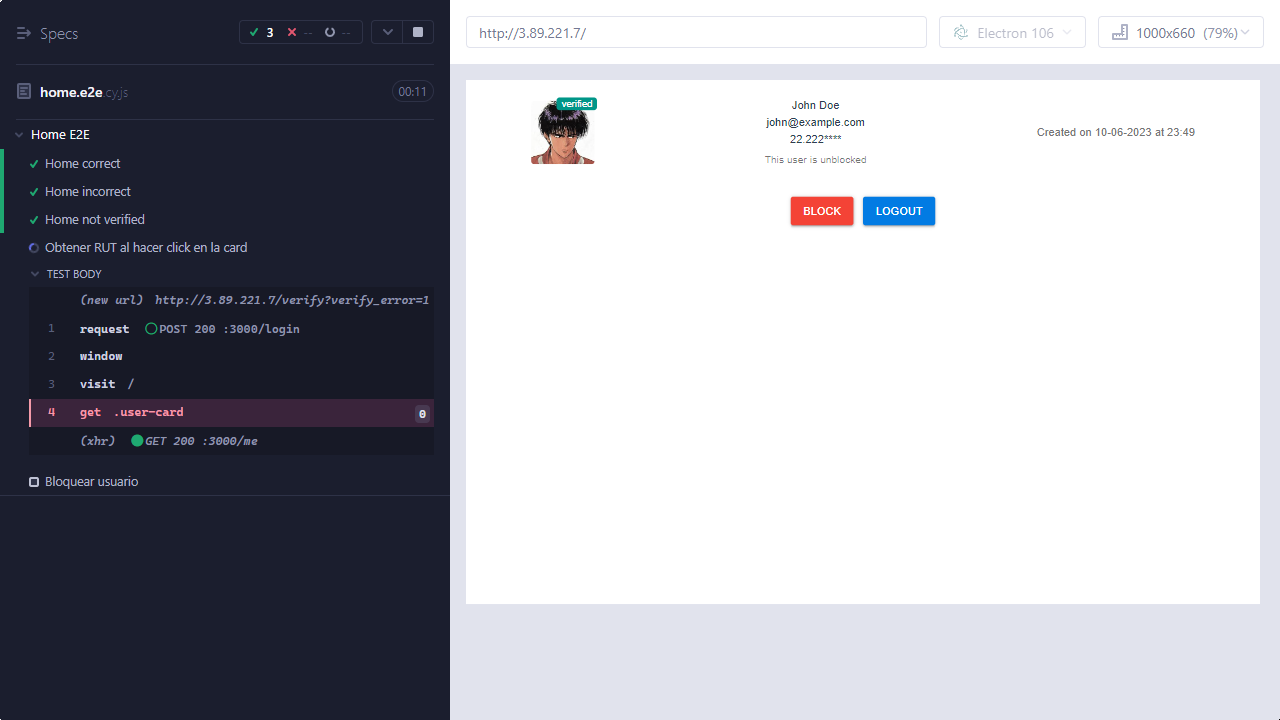 Specs
3
--
--
home.e2e.cy.js
00:11
Home E2E
Home correct
Home incorrect
Home not verified
Obtener RUT al hacer click en la card
TEST BODY
(new url) http://3.89.221.7/verify?verify_error=1
1 request POST 200 :3000/login
2 window
3 visit /
4 get .user-card 0
(xhr) GET 200 :3000/me
Bloquear usuario
http://3.89.221.7/
Electron 106
1000x660 (79%)
verified
John Doe
john@example.com
22.222****
This user is unblocked
Created on 10-06-2023 at 23:49
BLOCK
LOGOUT